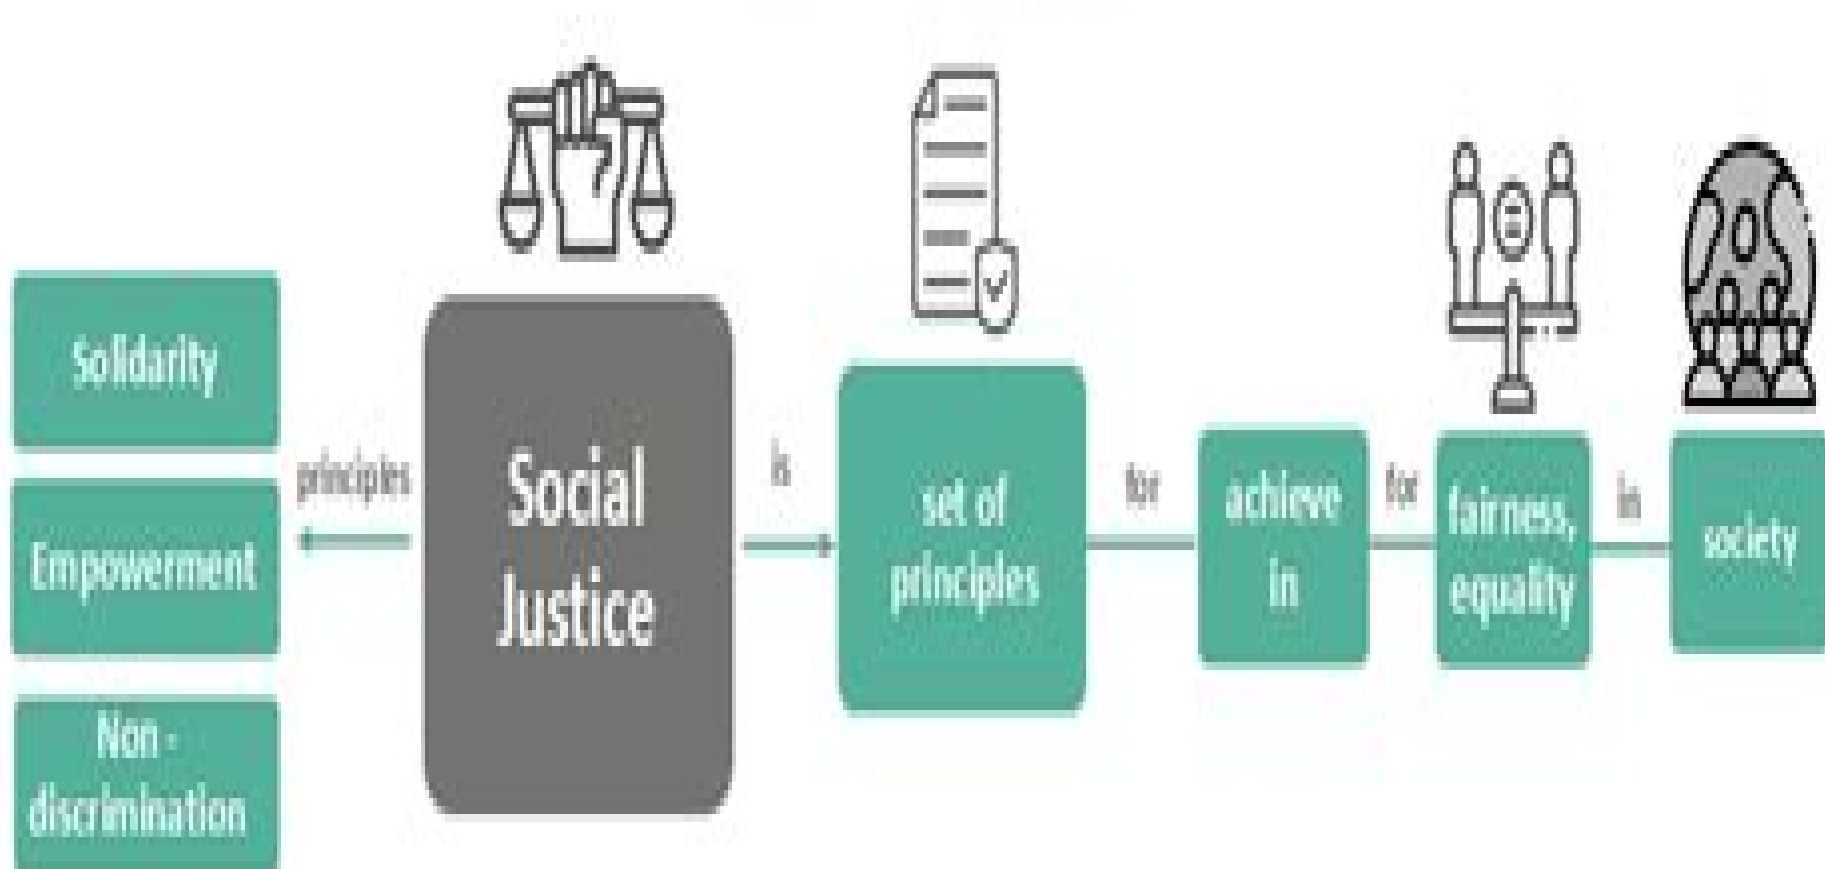 Solidarity
Empowerment
Non -
discrimination
principles
Social
Justice
is
set of
principles
for
achieve
in
for
fairness,
equality
in
society